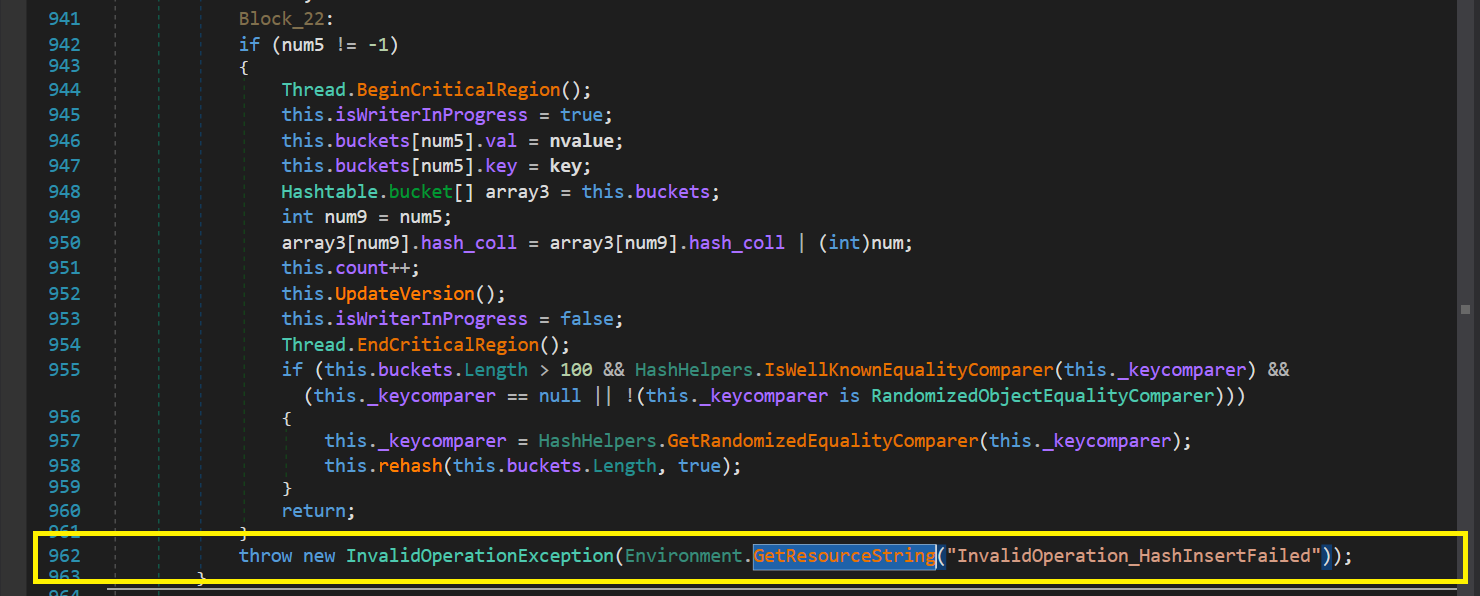 941 Block_22:
942 if (num5 != -1)
943 {
944 Thread.BeginCriticalRegion();
945 this.isWriterInProgress = true;
946 this.buckets[num5].val = nvalue;
947 this.buckets[num5].key = key;
948 Hashtable.bucket[] array3 = this.buckets;
949 int num9 = num5;
950 array3[num9].hash_coll = array3[num9].hash_coll | (int)num;
951 this.count++;
952 this.UpdateVersion();
953 this.isWriterInProgress = false;
954 Thread.EndCriticalRegion();
955 if (this.buckets.Length > 100 && HashHelpers.IsWellKnownEqualityComparer(this._keycomparer) &&
(this._keycomparer == null || !(this._keycomparer is RandomizedObjectEqualityComparer)))
956 {
957 this._keycomparer = HashHelpers.GetRandomizedEqualityComparer(this._keycomparer);
958 this.rehash(this.buckets.Length, true);
959 }
960 return;
961 }
962 throw new InvalidOperationException(Environment.GetResourceString("InvalidOperation_HashInsertFailed"));
963 }
964